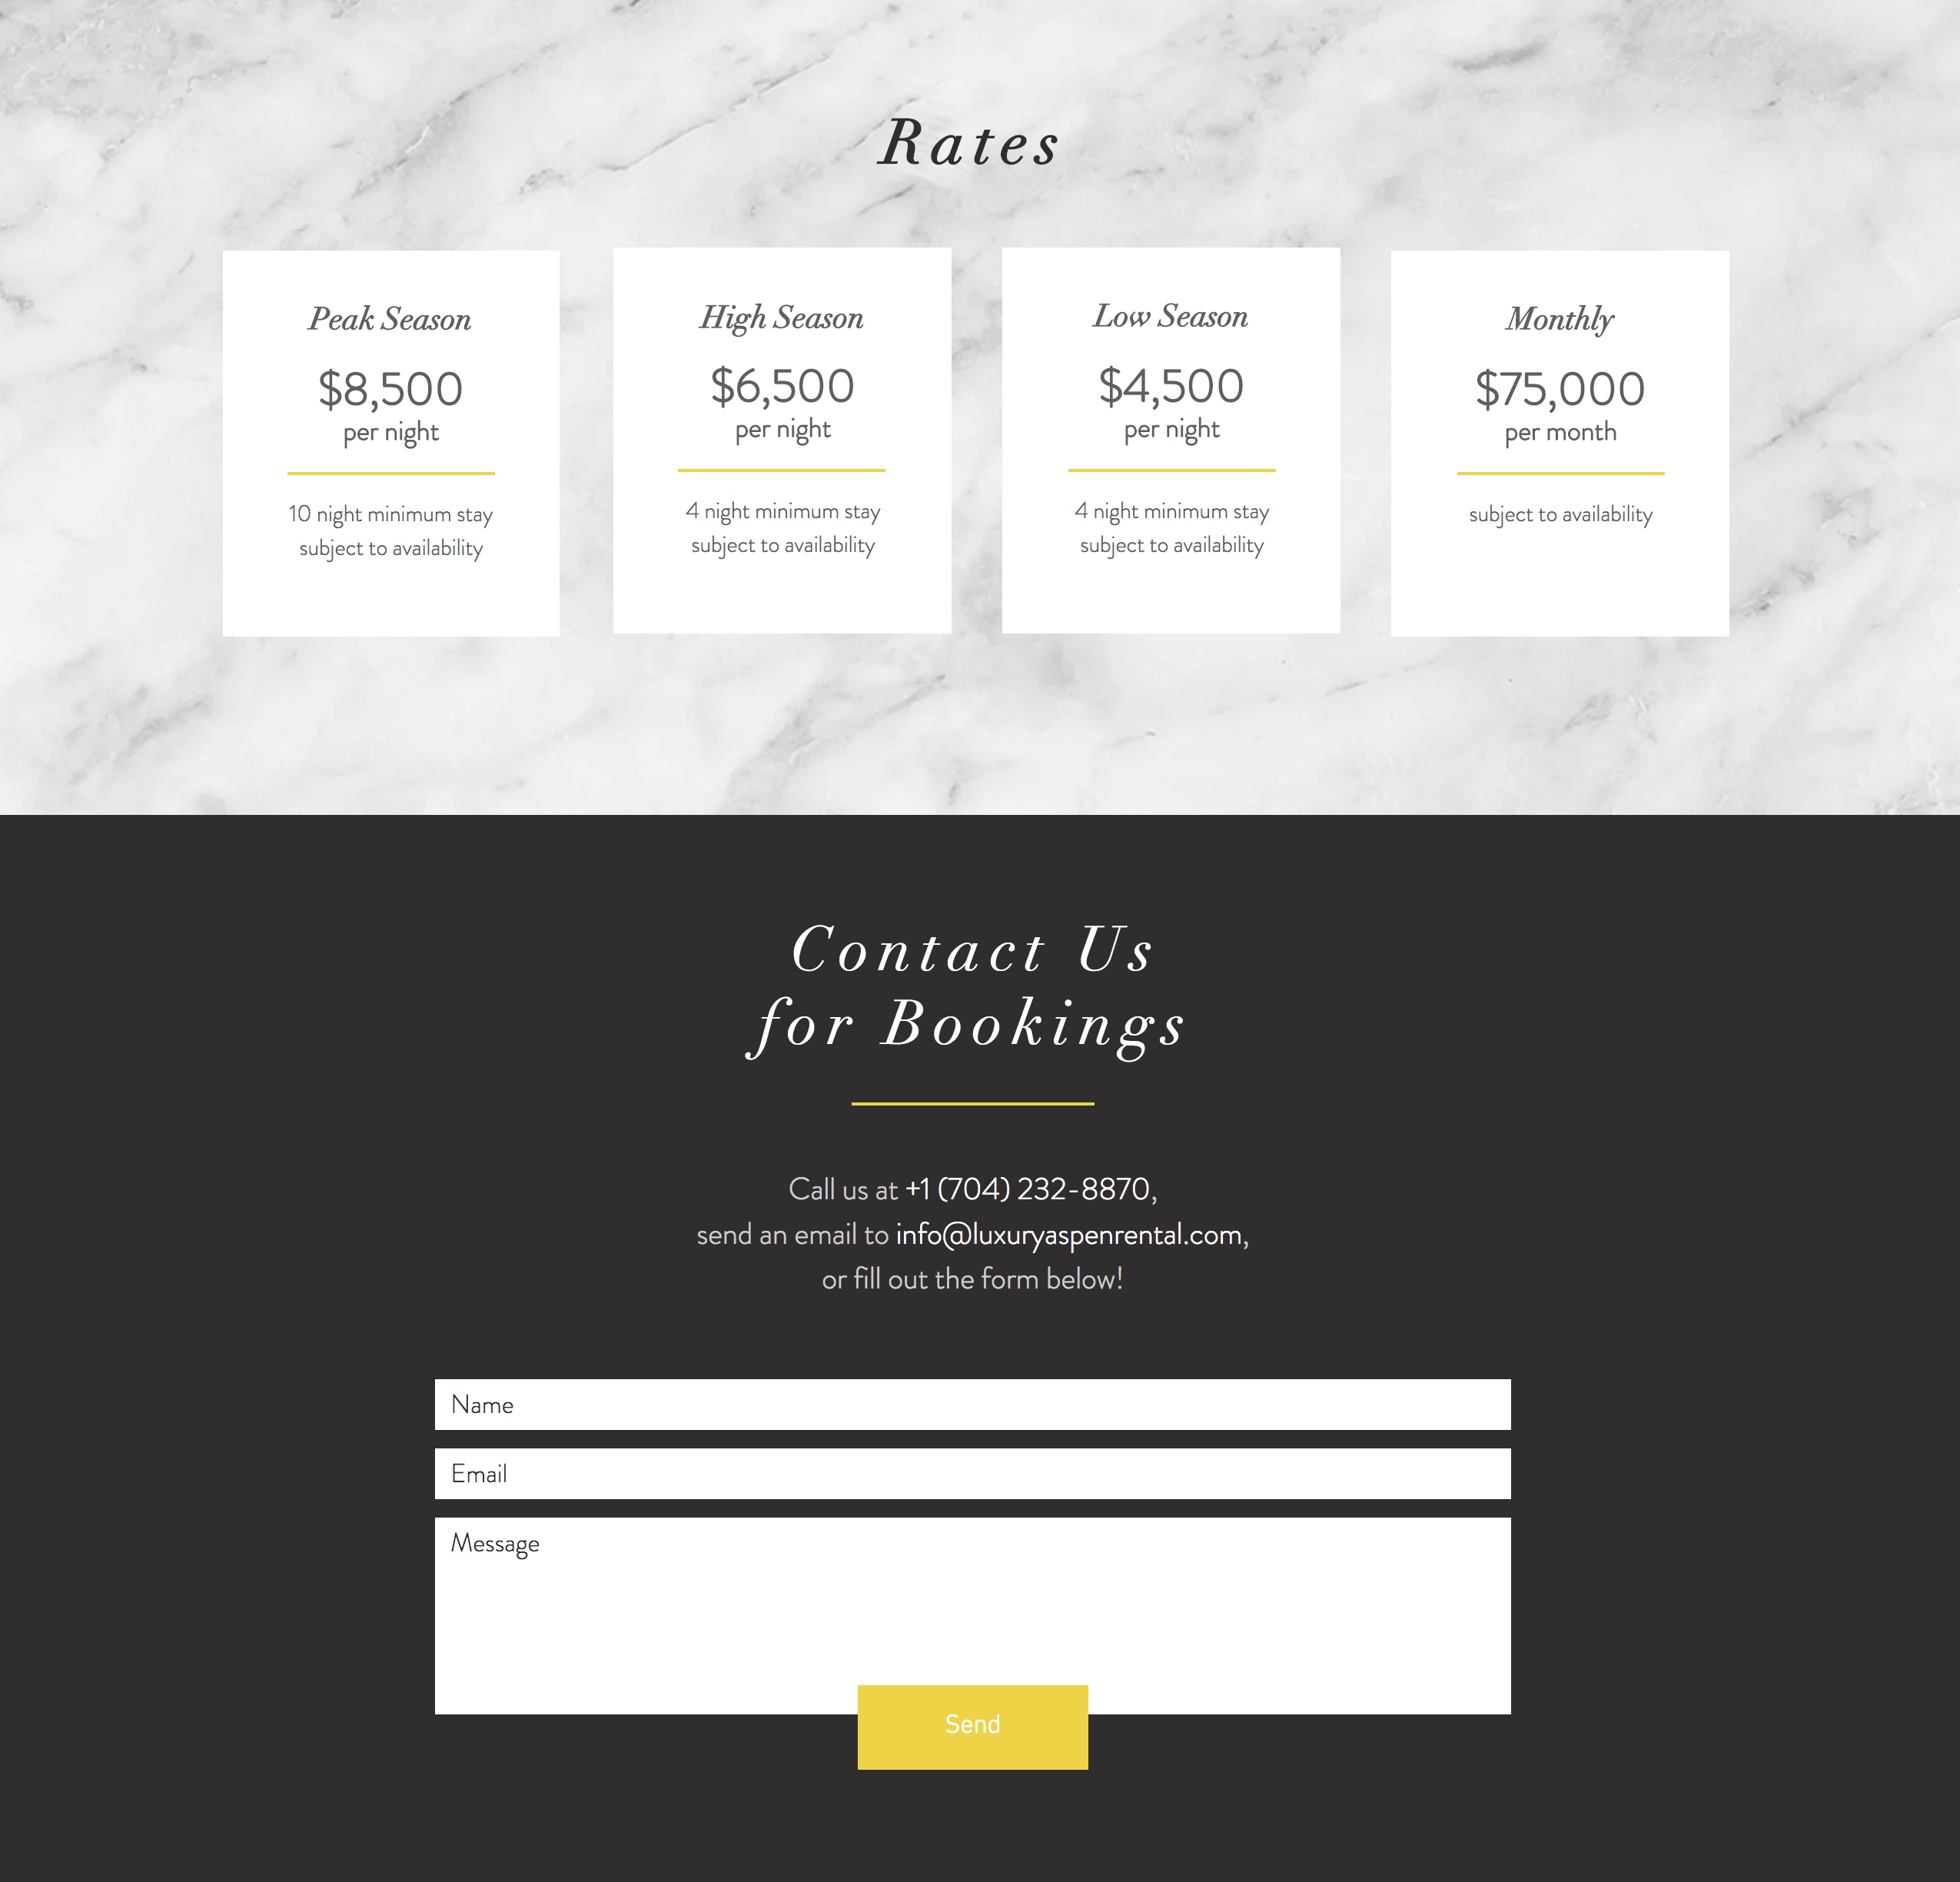 Rates
Peak Season
$8,500
per night
10 night minimum stay
subject to availability
High Season
$6,500
per night
4 night minimum stay
subject to availability
Low Season
$4,500
per night
4 night minimum stay
subject to availability
Monthly
$75,000
per month
subject to availability
Contact Us
for Bookings
Call us at +1 (704) 232-8870,
send an email to info@luxuryaspenrental.com,
or fill out the form below!
Name
Email
Message
Send